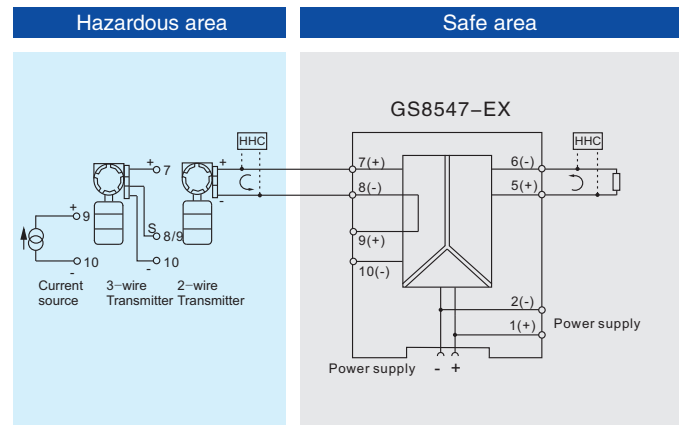 Hazardous area
Safe area
GS8547-EX
HHC
HHC
+
7
+
-
7(+)
8(-)
6(-)
5(+)
+
9
S
8/9
9(+)
10
-
-
10
10(-)
Current
source
3-wire
Transmitter
2-wire
Transmitter
2(-)
1(+)
Power supply
Power supply
-
+